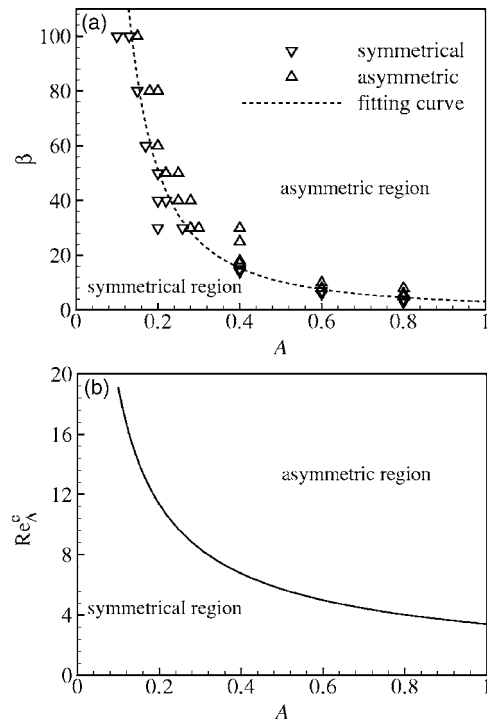 (a)
symmetrical
asymmetric
fitting curve
100
80
60
40
20
0
β
asymmetric region
symmetrical region
0 0.2 0.4 0.6 0.8 1
A
(b)
20
16
12
8
4
0
Re_A^c
asymmetric region
symmetrical region
0 0.2 0.4 0.6 0.8 1
A